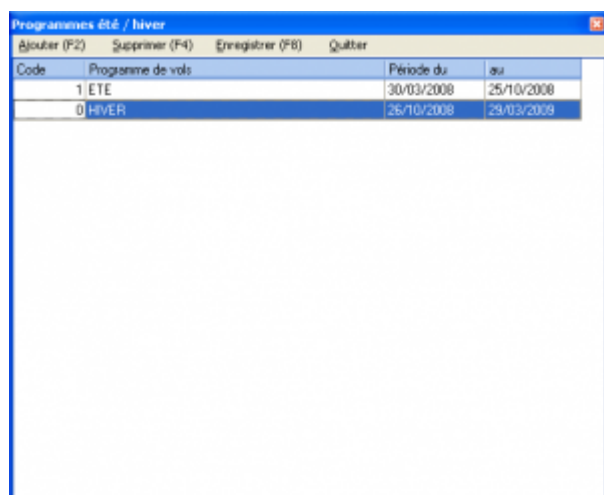 Programmes été / hiver
Ajouter (F2) Supprimer (F4) Enregistrer (F8) Quitter
Code Programme de vols Période du au
1 ETE 30/03/2008 25/10/2008
0 HIVER 26/10/2008 29/03/2009